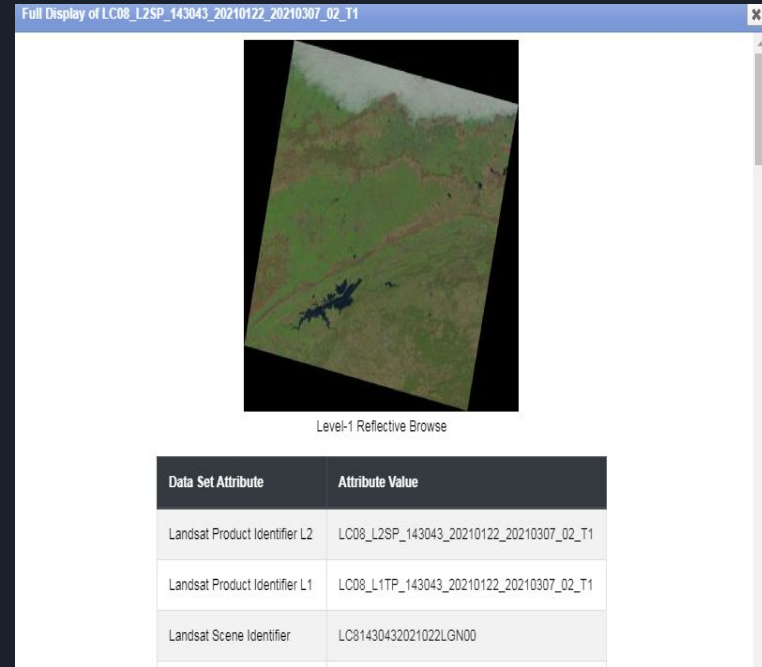 Full Display of LC08_L2SP_143043_20210122_20210307_02_T1
Level-1 Reflective Browse
Data Set Attribute Attribute Value
Landsat Product Identifier L2 LC08_L2SP_143043_20210122_20210307_02_T1
Landsat Product Identifier L1 LC08_L1TP_143043_20210122_20210307_02_T1
Landsat Scene Identifier LC81430432021022LGN00